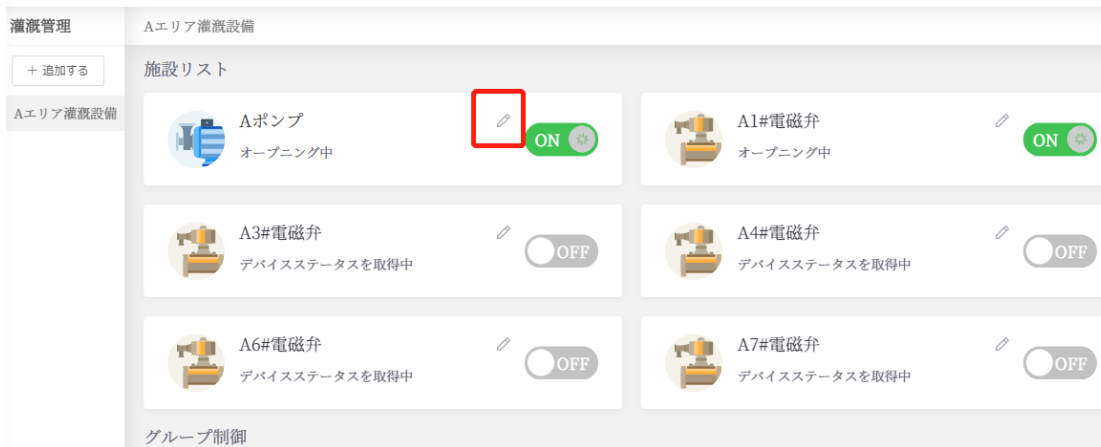 灌漑管理
Aエリア灌漑設備
+ 追加する
Aエリア灌漑設備
施設リスト
Aポンプ
オープニング中
ON
A1#電磁弁
オープニング中
ON
A3#電磁弁
デバイスステータスを取得中
OFF
A4#電磁弁
デバイスステータスを取得中
OFF
A6#電磁弁
デバイスステータスを取得中
OFF
A7#電磁弁
デバイスステータスを取得中
OFF
グループ制御